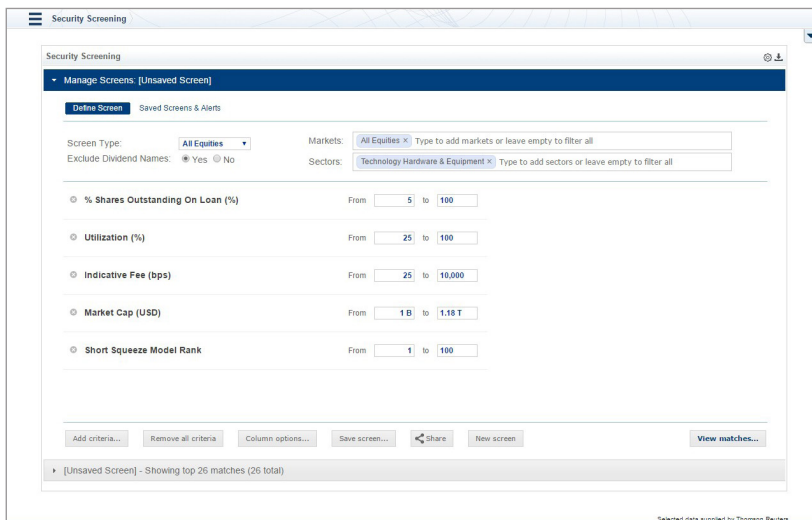 Security Screening
Security Screening
Manage Screens: [Unsaved Screen]
Define Screen Saved Screens & Alerts
Screen Type: All Equities Markets: All Equities × Type to add markets or leave empty to filter all
Exclude Dividend Names: Yes No Sectors: Technology Hardware & Equipment × Type to add sectors or leave empty to filter all
% Shares Outstanding On Loan (%) From 5 to 100
Utilization (%) From 25 to 100
Indicative Fee (bps) From 25 to 10,000
Market Cap (USD) From 1 B to 1.18 T
Short Squeeze Model Rank From 1 to 100
Add criteria... Remove all criteria Column options... Save screen... Share New screen View matches...
[Unsaved Screen] - Showing top 26 matches (26 total)
Selected data supplied by Thomson Reuters